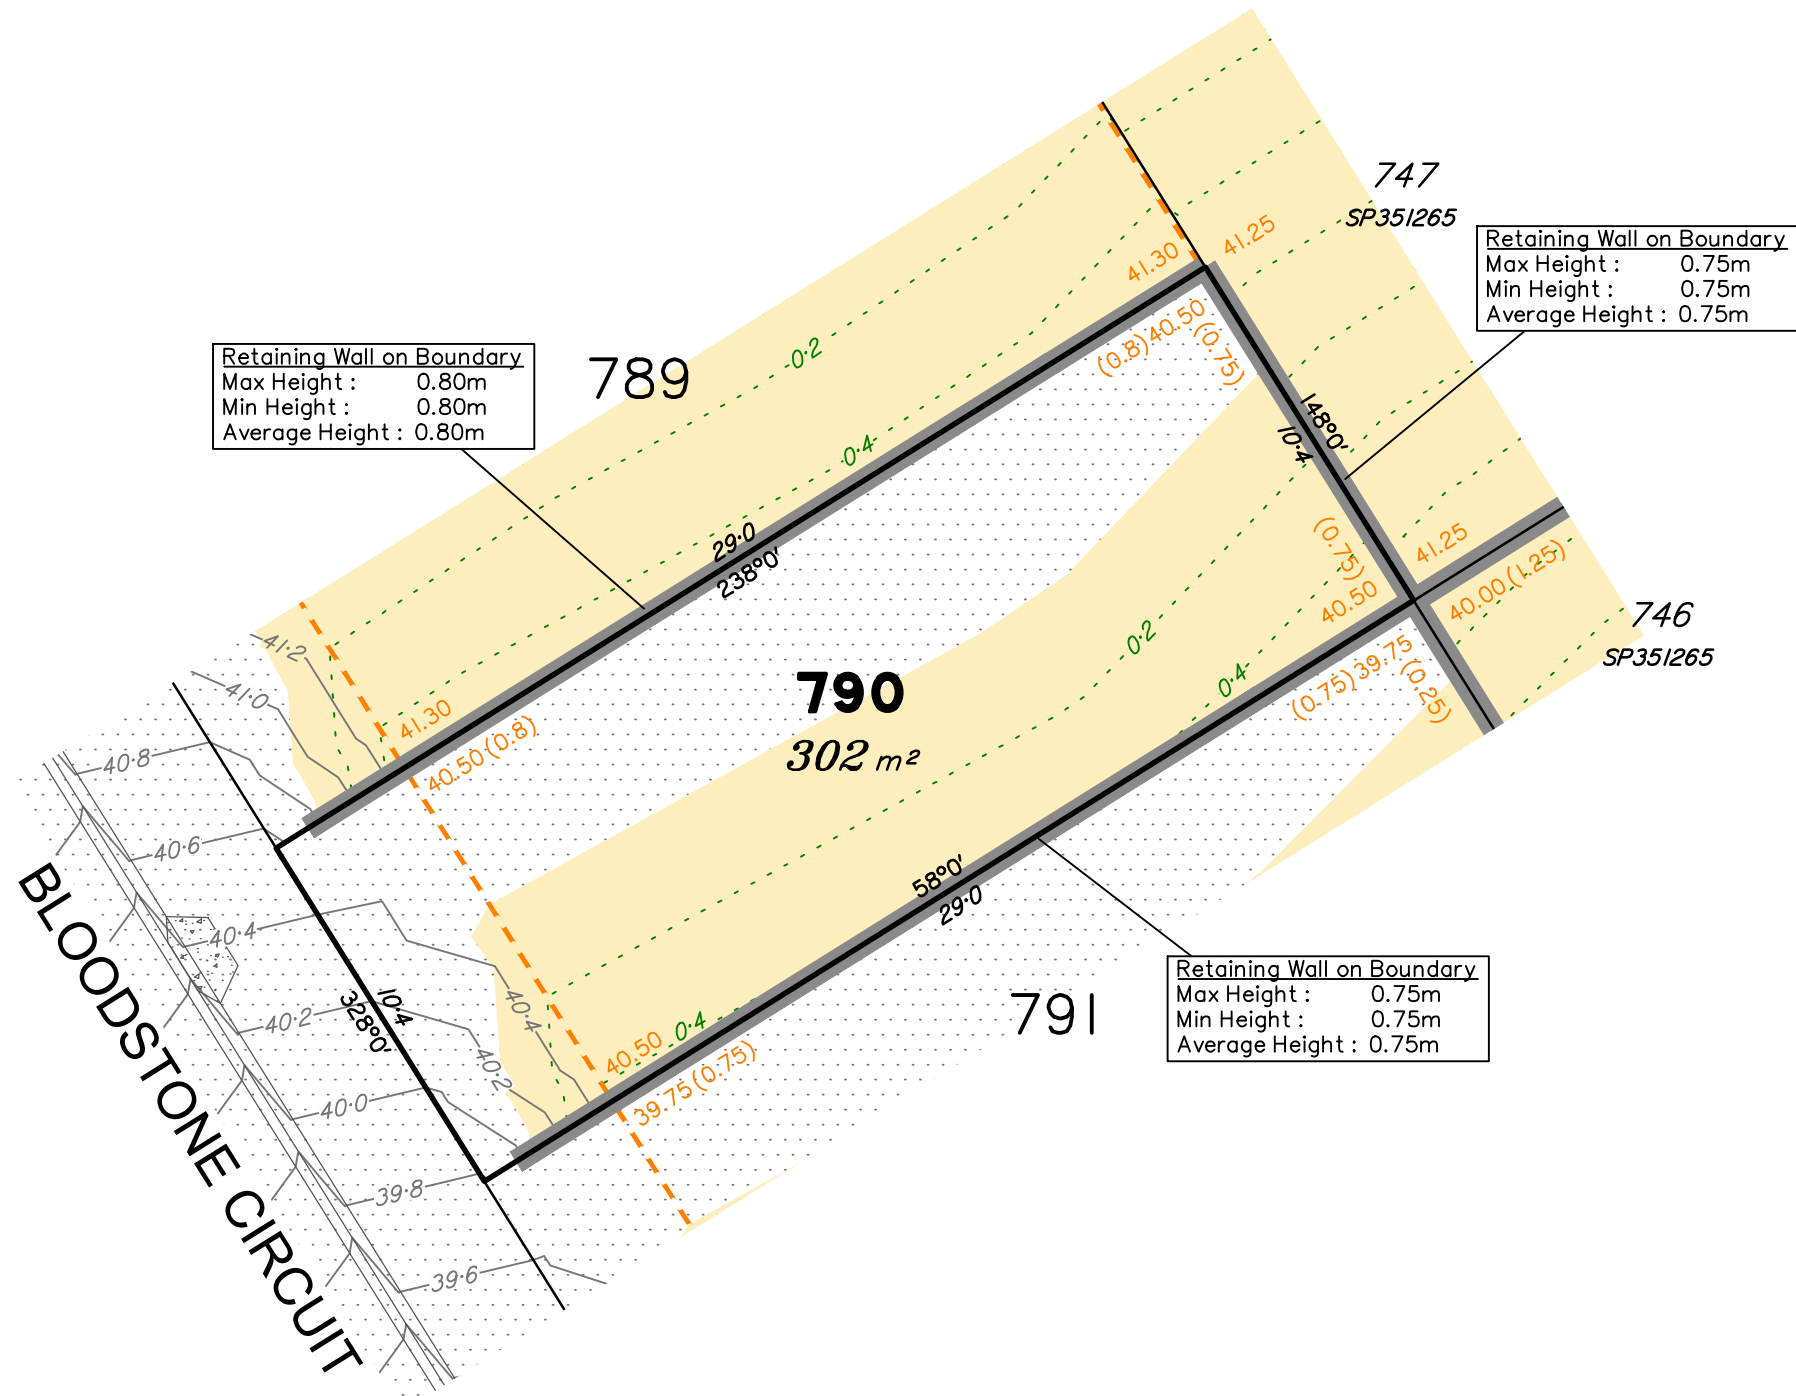 747
SP351265
Retaining Wall on Boundary
Max Height : 0.75m
Min Height : 0.75m
Average Height : 0.75m
41.25
41.30
(0.8) 40.50
(0.75)
0·2
Retaining Wall on Boundary
Max Height : 0.80m
Min Height : 0.80m
Average Height : 0.80m
789
0·4
148°0'
10·4
29·0
238°0'
(0.75)
40.50
41.25
40.00 (1.25)
746
SP351265
0·2
0·4
(0.75) 39.75
(0.25)
790
302 m²
41·2
41·0
41.30
40.50 (0.8)
40·8
40·6
40·4
40·2
40·0
39·8
39·6
10·4
328°0'
40·4
40·2
58°0'
29·0
0·4
40.50
39.75 (0.75)
791
Retaining Wall on Boundary
Max Height : 0.75m
Min Height : 0.75m
Average Height : 0.75m
BLOODSTONE CIRCUIT